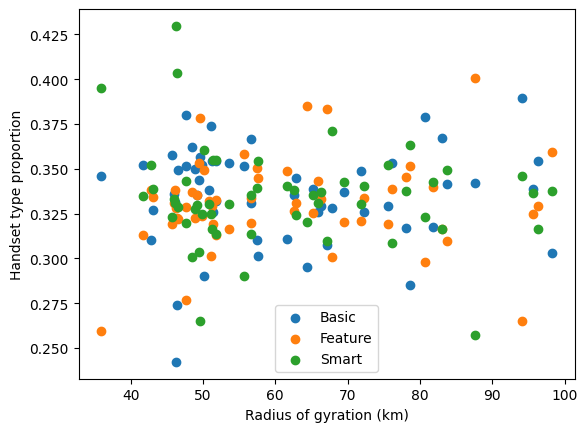 0.425
0.400
0.375
0.350
0.325
0.300
0.275
0.250
Handset type proportion
Basic
Feature
Smart
40 50 60 70 80 90 100
Radius of gyration (km)